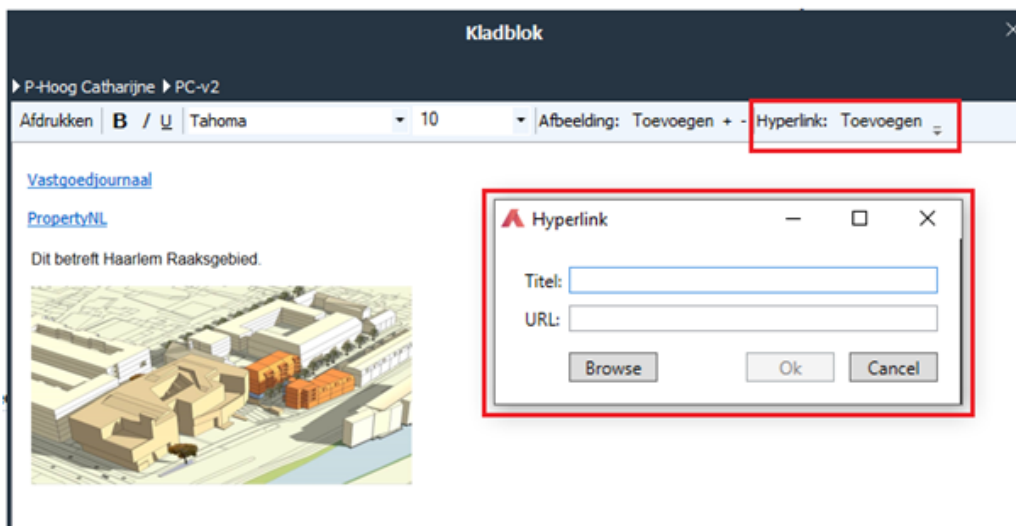 Kladblok
P-Hoog Catharijne PC-v2
Afdrukken B I U Tahoma 10 Afbeelding: Toevoegen + - Hyperlink: Toevoegen
Vastgoedjournaal
PropertyNL
Dit betreft Haarlem Raaksgebied.
Hyperlink
Titel:
URL:
Browse Ok Cancel